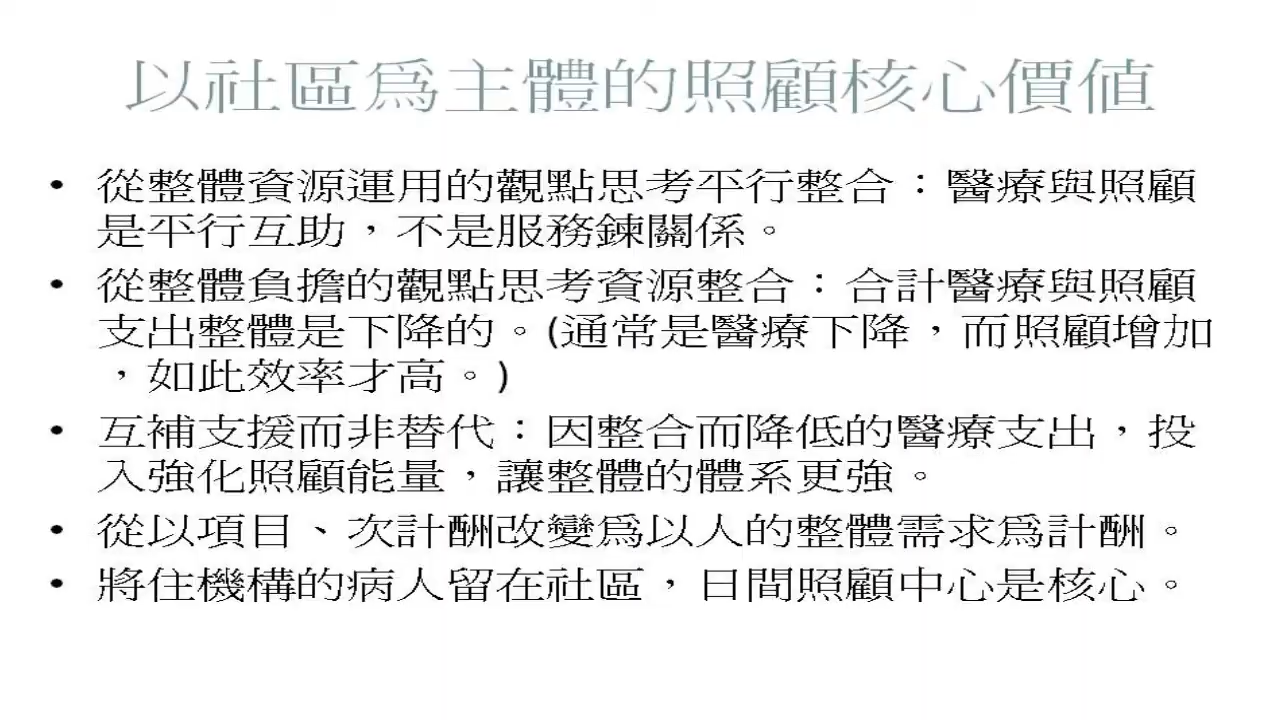 以社區爲主體的照顧核心價值
• 從整體資源運用的觀點思考平行整合：醫療與照顧
是平行互助，不是服務鍊關係。
• 從整體負擔的觀點思考資源整合：合計醫療與照顧
支出整體是下降的。(通常是醫療下降，而照顧增加
，如此效率才高。)
• 互補支援而非替代：因整合而降低的醫療支出，投
入強化照顧能量，讓整體的體系更強。
• 從以項目、次計酬改變爲以人的整體需求爲計酬。
• 將住機構的病人留在社區，日間照顧中心是核心。